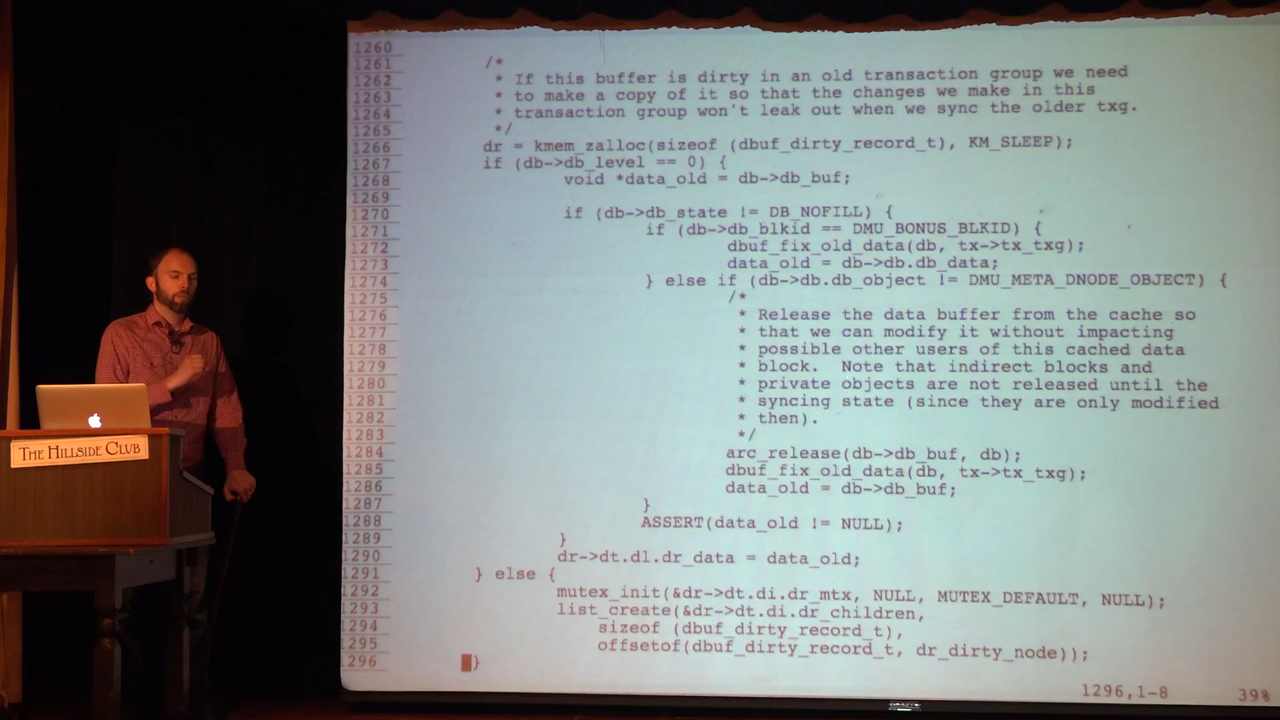 THE HILLSIDE CLUB
1260
1261 /*
1262 * If this buffer is dirty in an old transaction group we need
1263 * to make a copy of it so that the changes we make in this
1264 * transaction group won't leak out when we sync the older txg.
1265 */
1266 dr = kmem_zalloc(sizeof (dbuf_dirty_record_t), KM_SLEEP);
1267 if (db->db_level == 0) {
1268 void *data_old = db->db_buf;
1269
1270 if (db->db_state != DB_NOFILL) {
1271 if (db->db_blkid == DMU_BONUS_BLKID) {
1272 dbuf_fix_old_data(db, tx->tx_txg);
1273 data_old = db->db.db_data;
1274 } else if (db->db.db_object != DMU_META_DNODE_OBJECT) {
1275 /*
1276 * Release the data buffer from the cache so
1277 * that we can modify it without impacting
1278 * possible other users of this cached data
1279 * block. Note that indirect blocks and
1280 * private objects are not released until the
1281 * syncing state (since they are only modified
1282 * then).
1283 */
1284 arc_release(db->db_buf, db);
1285 dbuf_fix_old_data(db, tx->tx_txg);
1286 data_old = db->db_buf;
1287 }
1288 ASSERT(data_old != NULL);
1289 }
1290 dr->dt.dl.dr_data = data_old;
1291 } else {
1292 mutex_init(&dr->dt.di.dr_mtx, NULL, MUTEX_DEFAULT, NULL);
1293 list_create(&dr->dt.di.dr_children,
1294 sizeof (dbuf_dirty_record_t),
1295 offsetof(dbuf_dirty_record_t, dr_dirty_node));
1296 }
1296,1-8 39%